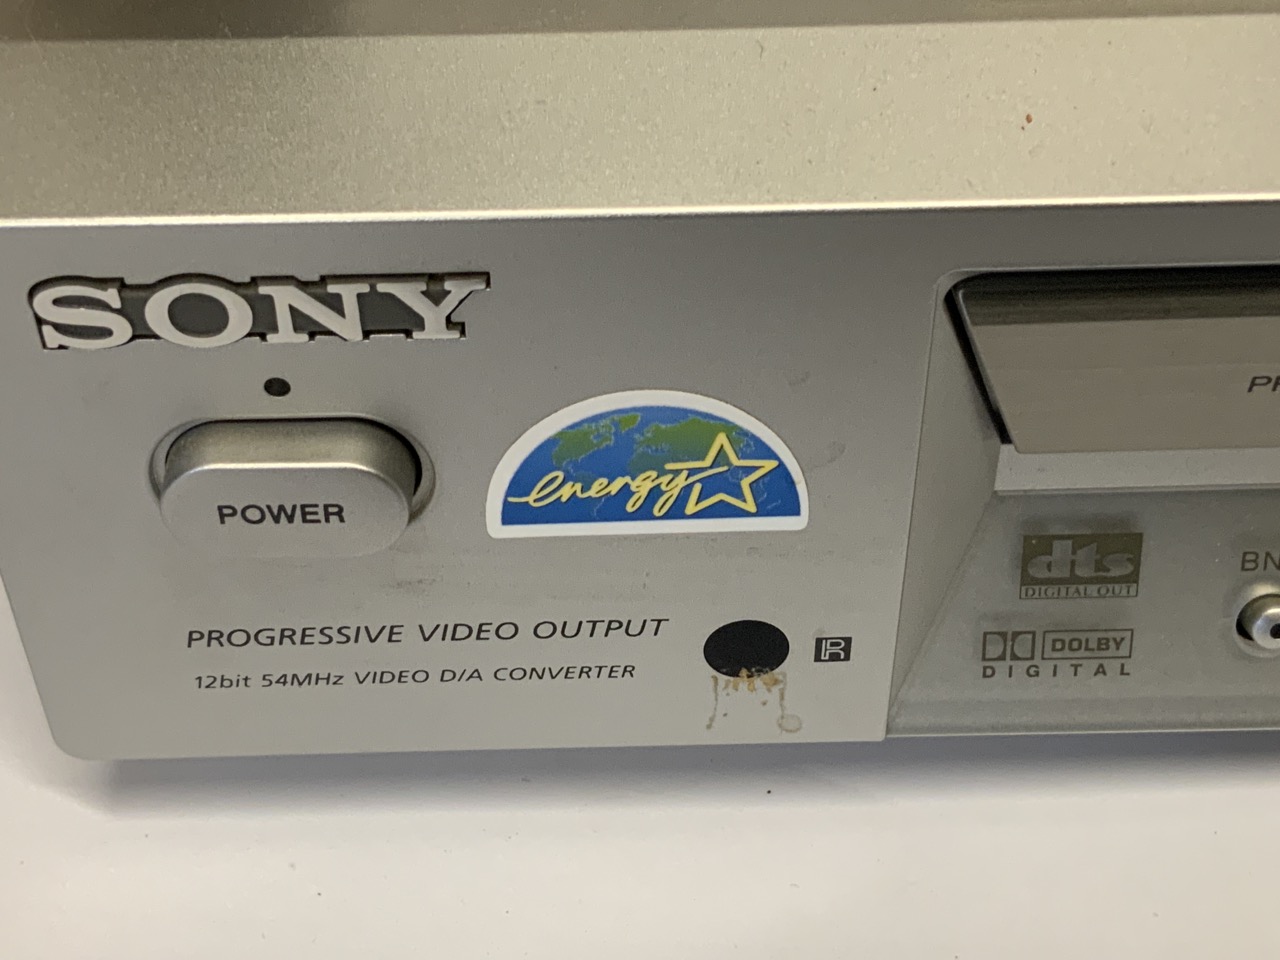 SONY
POWER
energy
PROGRESSIVE VIDEO OUTPUT
12bit 54MHz VIDEO D/A CONVERTER
R
dts
DIGITAL OUT
DOLBY
DIGITAL